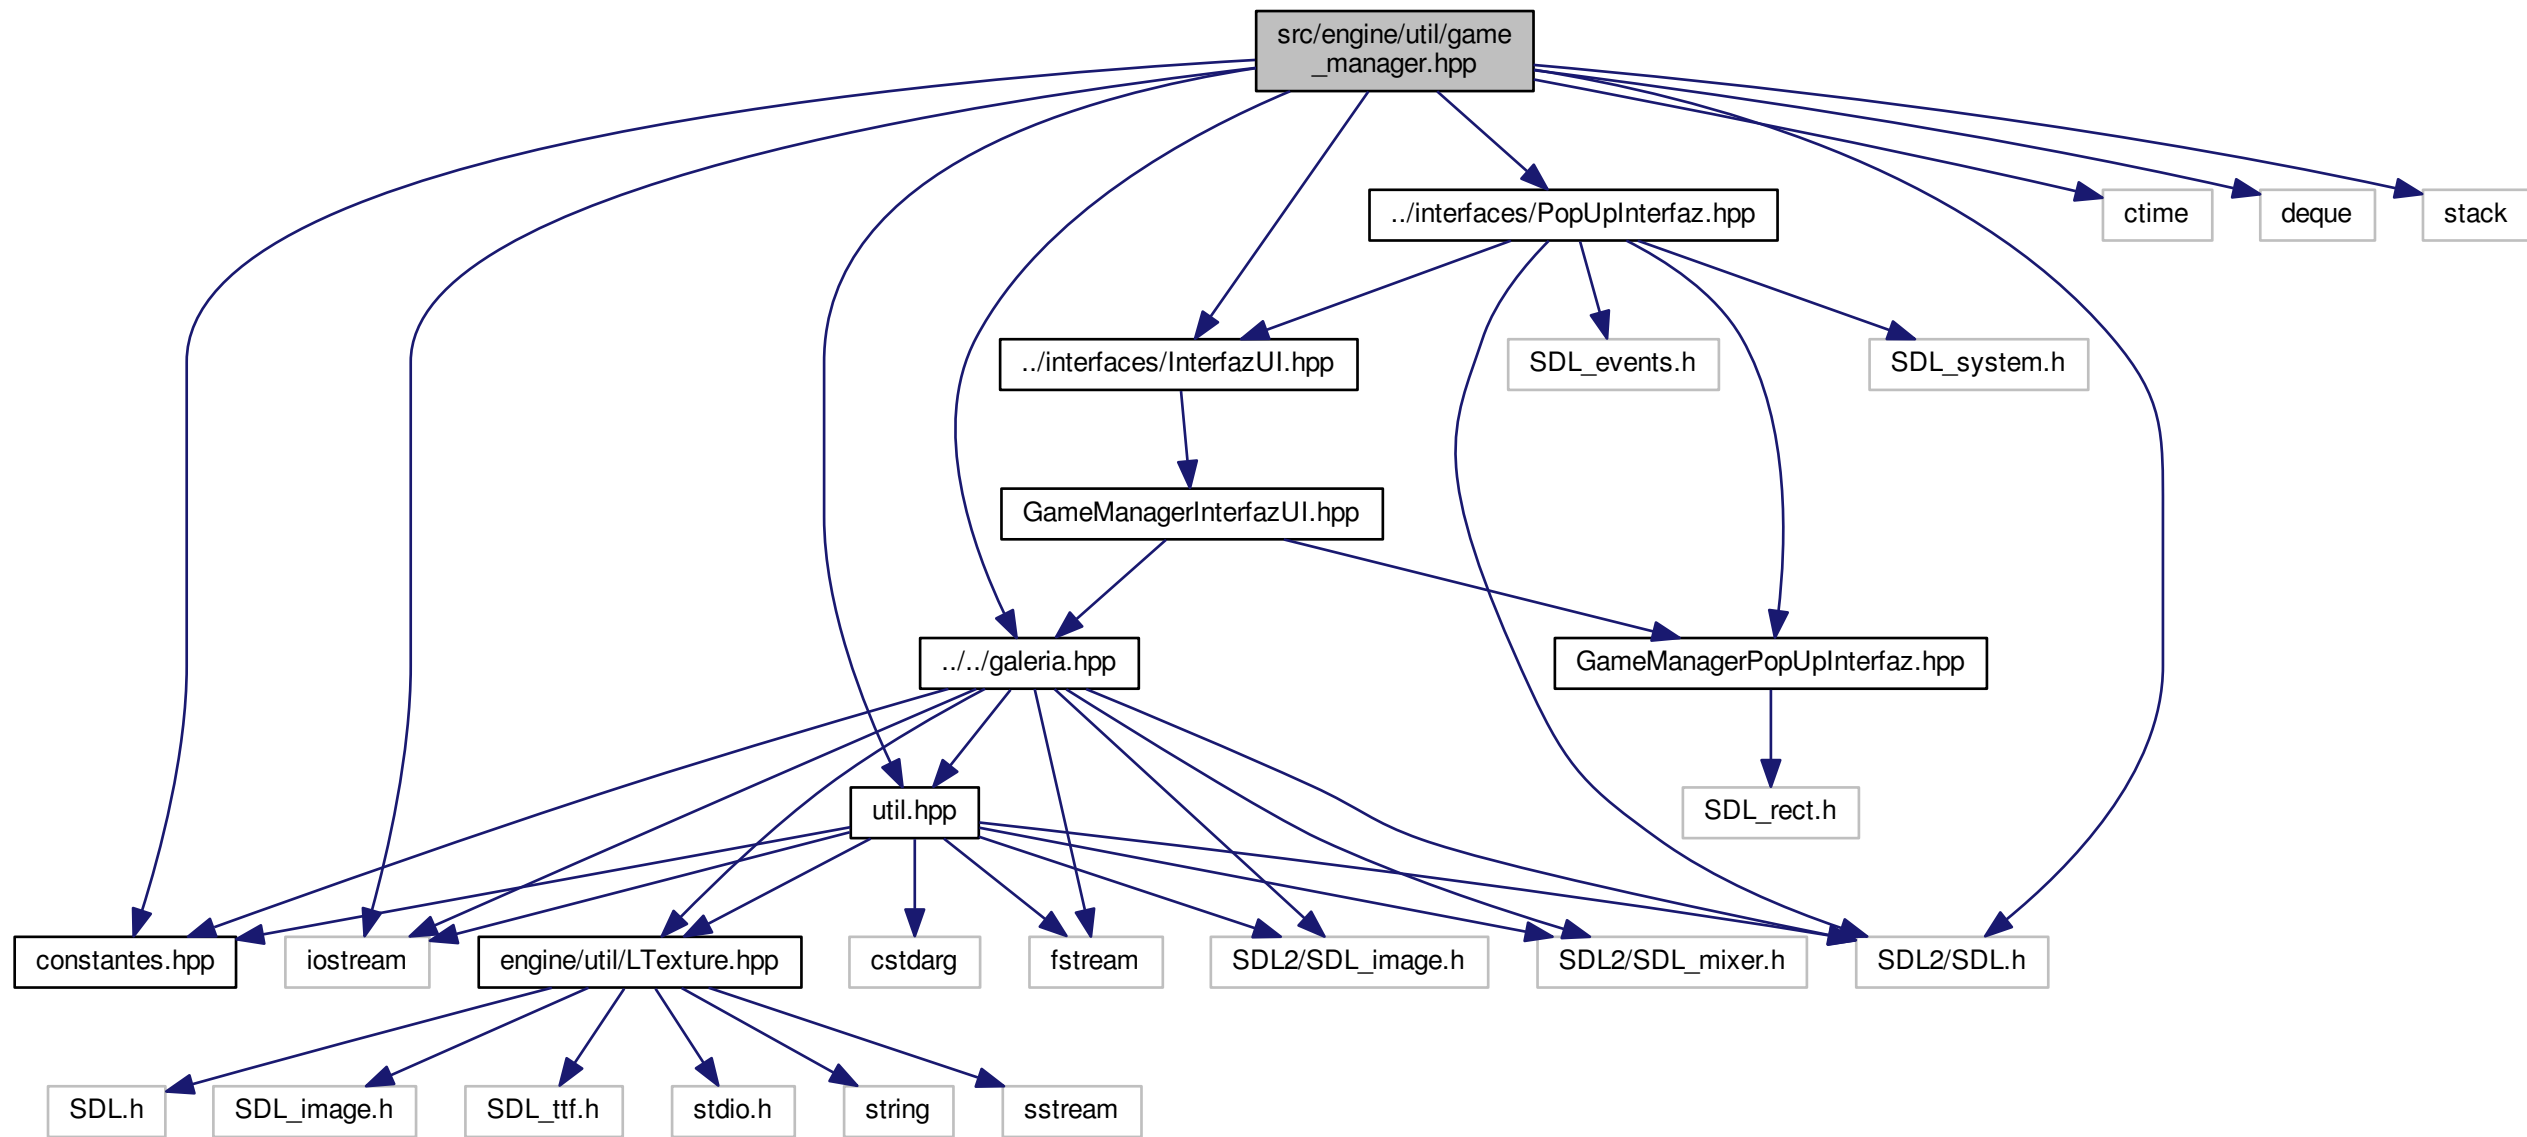 src/engine/util/game
_manager.hpp
../interfaces/PopUpInterfaz.hpp
ctime
deque
stack
../interfaces/InterfazUI.hpp
SDL_events.h
SDL_system.h
GameManagerInterfazUI.hpp
../../galeria.hpp
GameManagerPopUpInterfaz.hpp
util.hpp
SDL_rect.h
constantes.hpp
iostream
engine/util/LTexture.hpp
cstdarg
fstream
SDL2/SDL_image.h
SDL2/SDL_mixer.h
SDL2/SDL.h
SDL.h
SDL_image.h
SDL_ttf.h
stdio.h
string
sstream